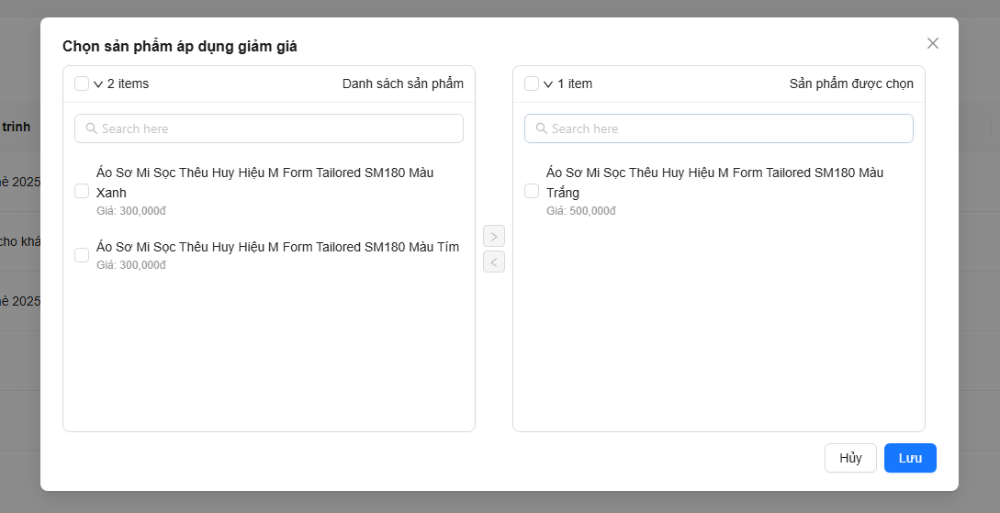 Chọn sản phẩm áp dụng giảm giá
2 items
Danh sách sản phẩm
Search here
Áo Sơ Mi Sọc Thêu Huy Hiệu M Form Tailored SM180 Màu
Xanh
Giá: 300,000đ
Áo Sơ Mi Sọc Thêu Huy Hiệu M Form Tailored SM180 Màu Tím
Giá: 300,000đ
1 item
Sản phẩm được chọn
Search here
Áo Sơ Mi Sọc Thêu Huy Hiệu M Form Tailored SM180 Màu
Trắng
Giá: 500,000đ
Hủy
Lưu
trình
2025
cho
2025